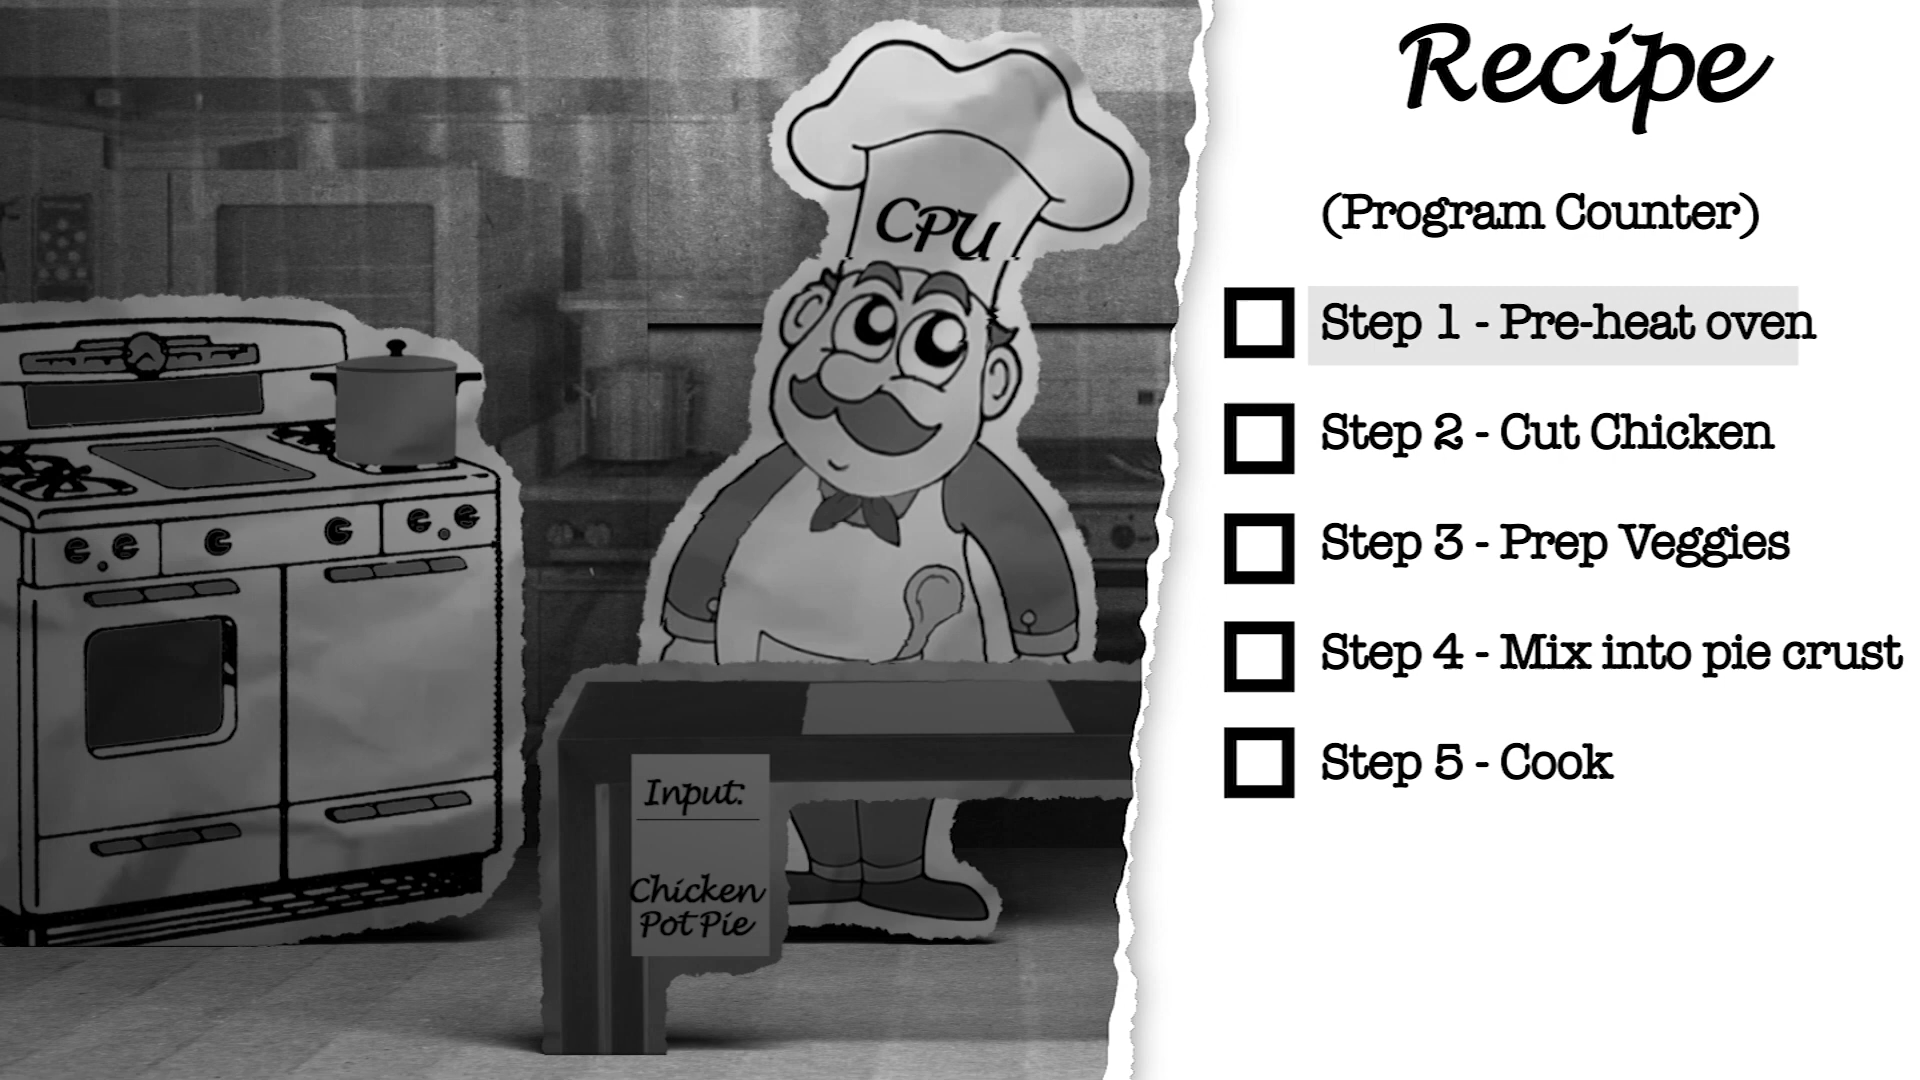 CPU
Input:
Chicken
Pot Pie
Recipe
(Program Counter)
Step 1 - Pre-heat oven
Step 2 - Cut Chicken
Step 3 - Prep Veggies
Step 4 - Mix into pie crust
Step 5 - Cook